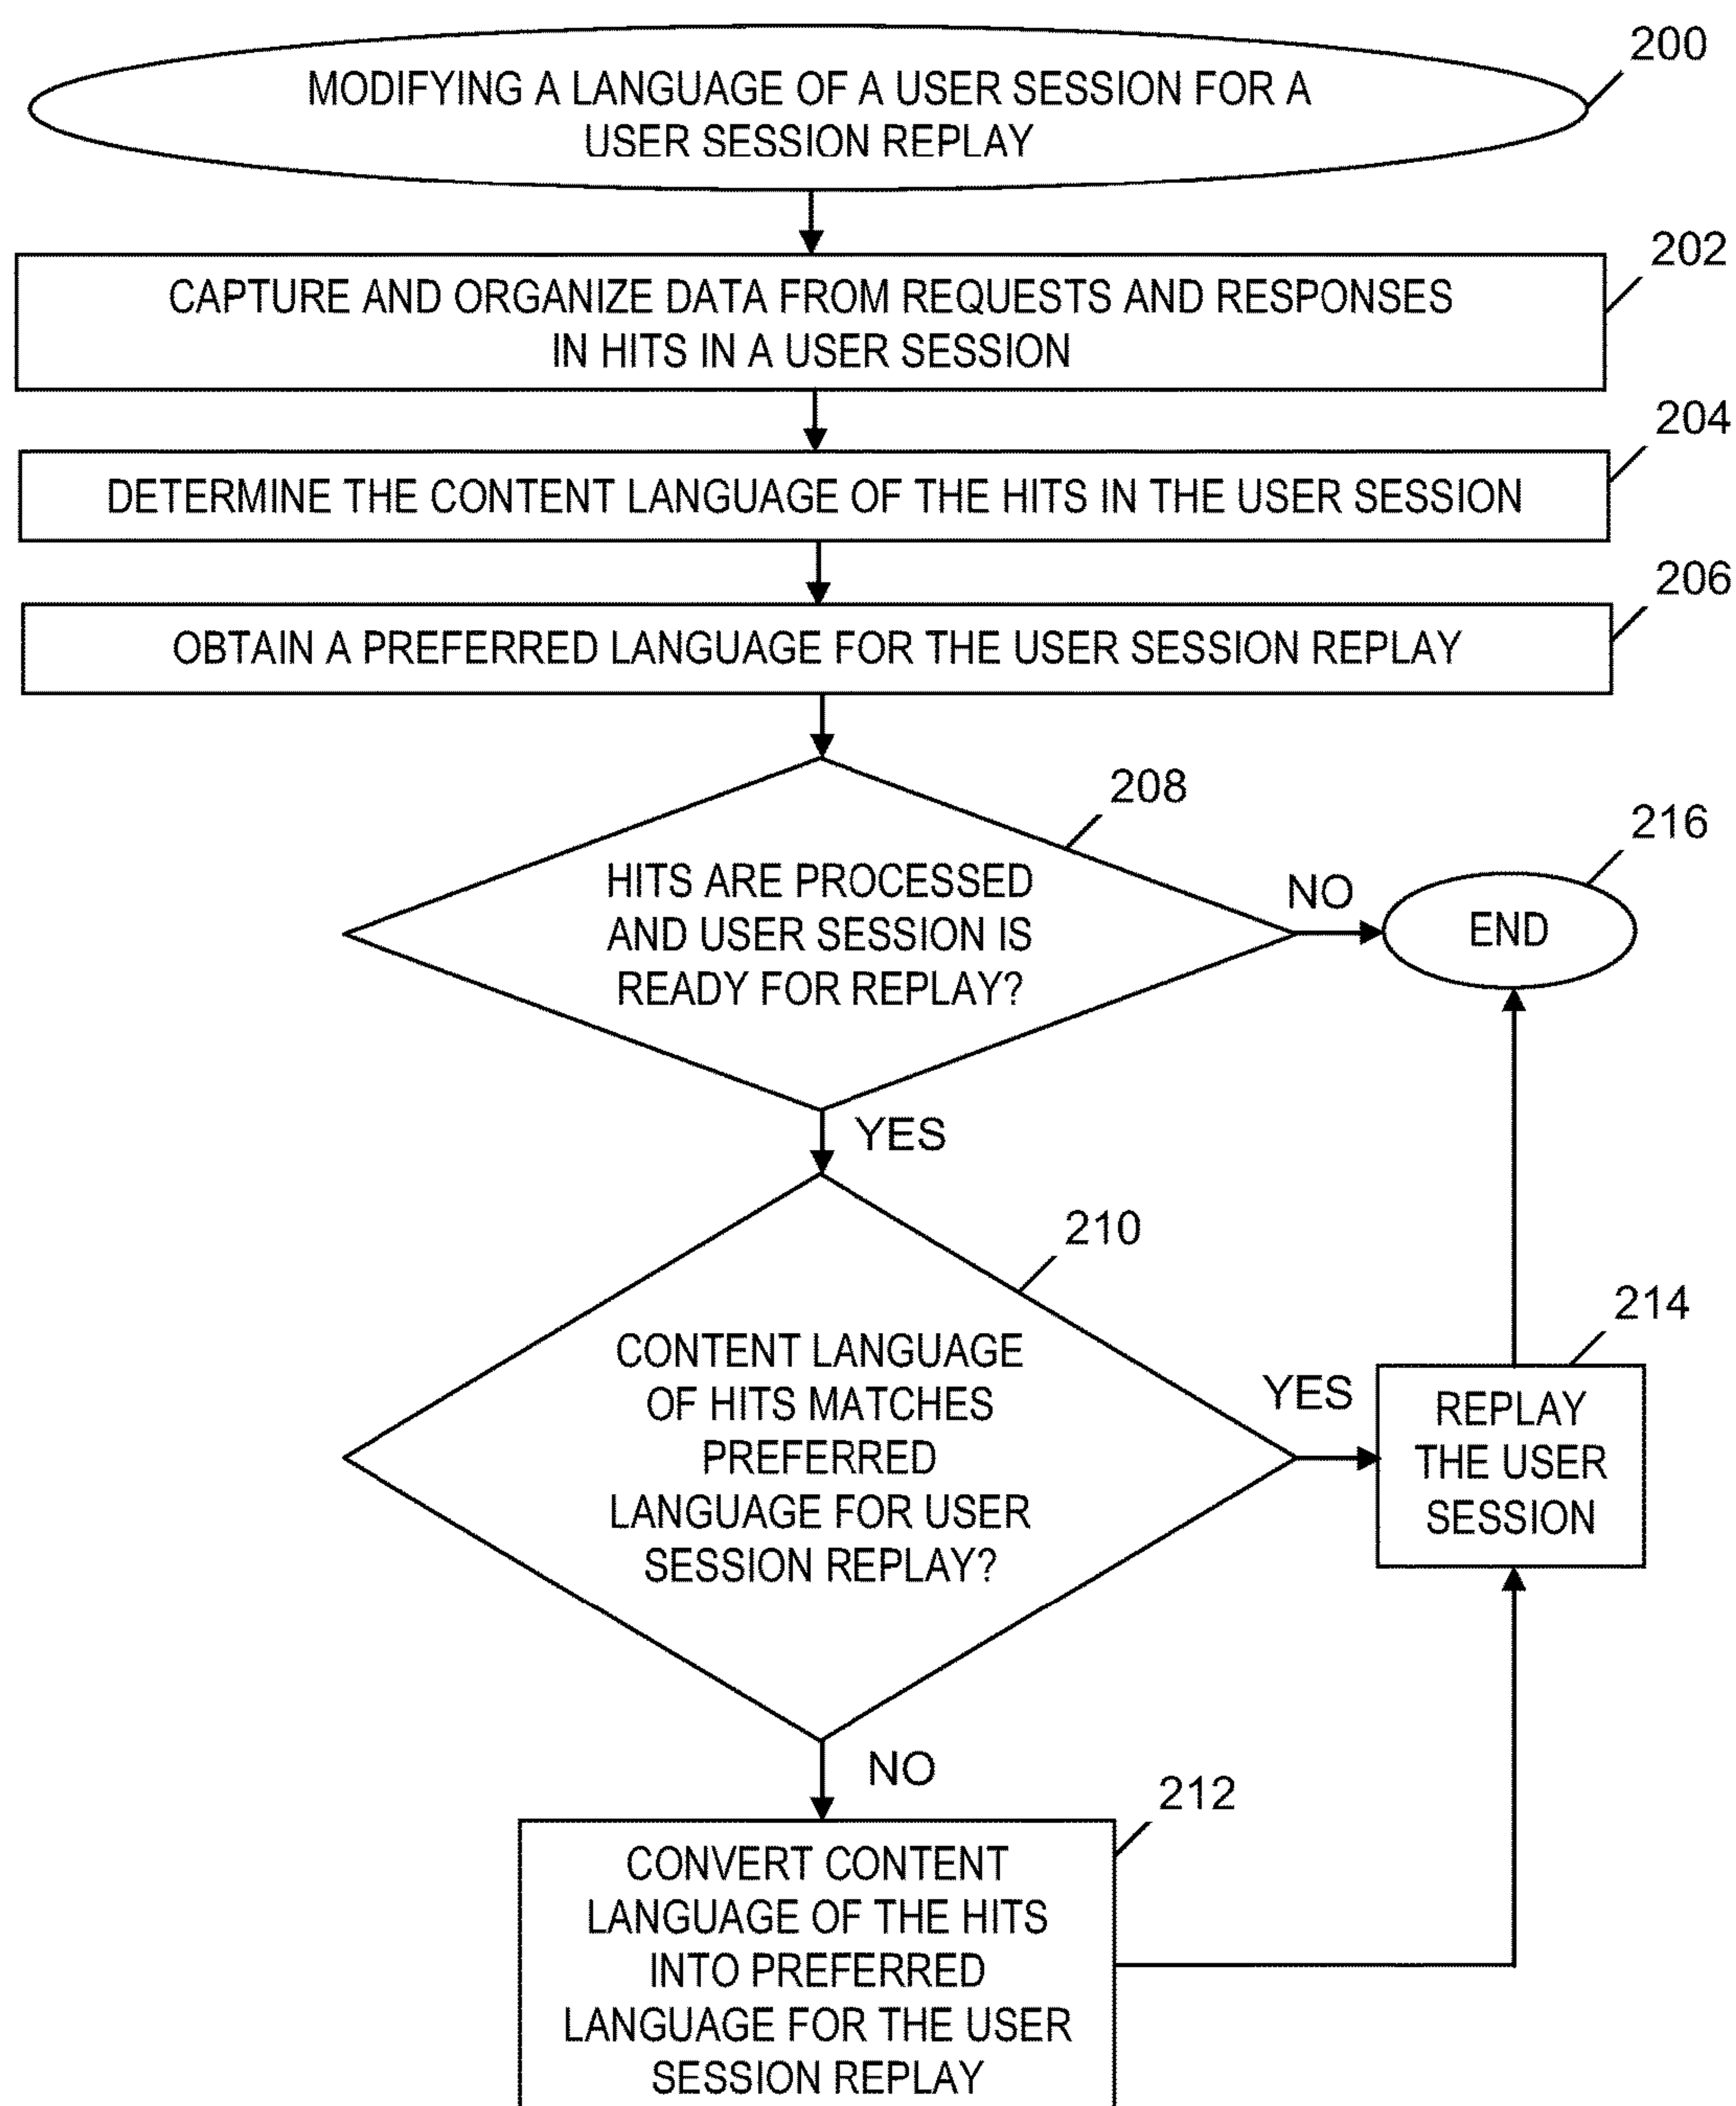 200
MODIFYING A LANGUAGE OF A USER SESSION FOR A
USER SESSION REPLAY
202
CAPTURE AND ORGANIZE DATA FROM REQUESTS AND RESPONSES
IN HITS IN A USER SESSION
204
DETERMINE THE CONTENT LANGUAGE OF THE HITS IN THE USER SESSION
206
OBTAIN A PREFERRED LANGUAGE FOR THE USER SESSION REPLAY
208
HITS ARE PROCESSED
AND USER SESSION IS
READY FOR REPLAY?
NO
216
END
YES
210
CONTENT LANGUAGE
OF HITS MATCHES
PREFERRED
LANGUAGE FOR USER
SESSION REPLAY?
YES
214
REPLAY
THE USER
SESSION
NO
212
CONVERT CONTENT
LANGUAGE OF THE HITS
INTO PREFERRED
LANGUAGE FOR THE USER
SESSION REPLAY